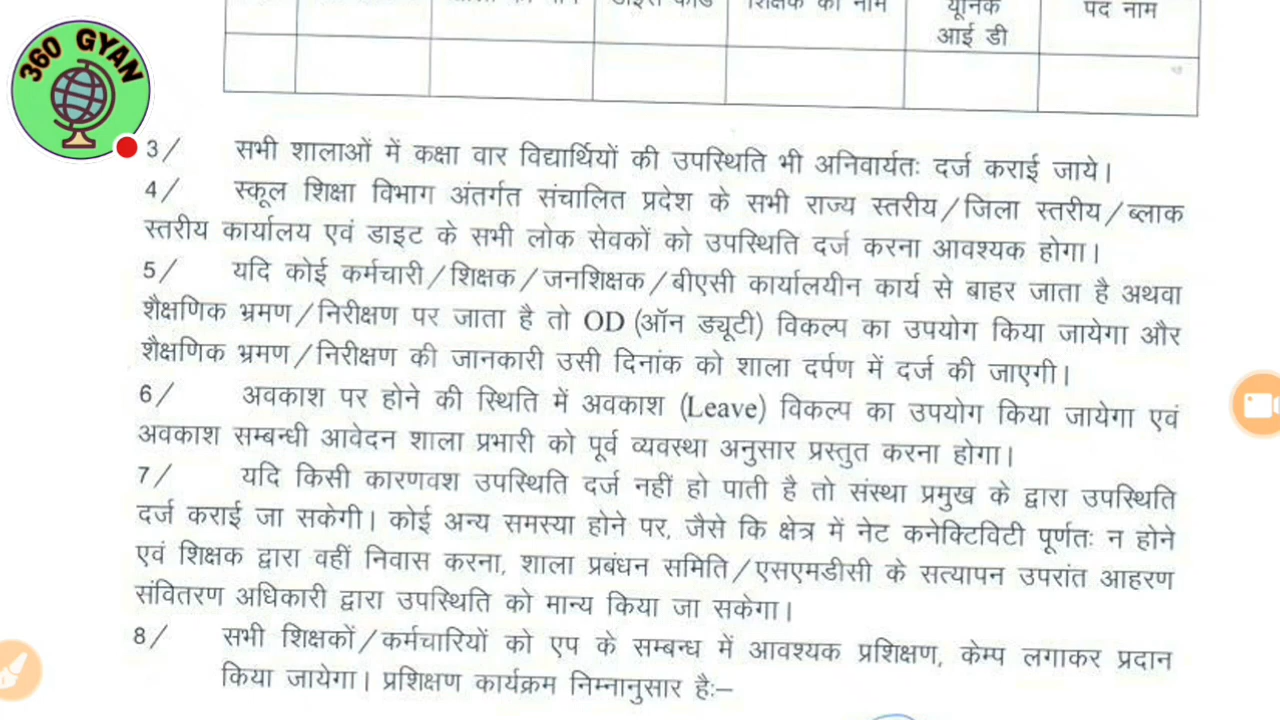 360 GYAN
शिक्षक का नाम
यूनिक
पद नाम
आई डी
3/ सभी शालाओं में कक्षा वार विद्यार्थियों की उपस्थिति भी अनिवार्यतः दर्ज कराई जाये।
4/ स्कूल शिक्षा विभाग अंतर्गत संचालित प्रदेश के सभी राज्य स्तरीय/जिला स्तरीय/ब्लाक
स्तरीय कार्यालय एवं डाइट के सभी लोक सेवकों को उपस्थिति दर्ज करना आवश्यक होगा।
5/ यदि कोई कर्मचारी/शिक्षक/जनशिक्षक/बीएसी कार्यालयीन कार्य से बाहर जाता है अथवा
शैक्षणिक भ्रमण/निरीक्षण पर जाता है तो OD (ऑन ड्यूटी) विकल्प का उपयोग किया जायेगा और
शैक्षणिक भ्रमण/निरीक्षण की जानकारी उसी दिनांक को शाला दर्पण में दर्ज की जाएगी।
6/ अवकाश पर होने की स्थिति में अवकाश (Leave) विकल्प का उपयोग किया जायेगा एवं
अवकाश सम्बन्धी आवेदन शाला प्रभारी को पूर्व व्यवस्था अनुसार प्रस्तुत करना होगा।
7/ यदि किसी कारणवश उपस्थिति दर्ज नहीं हो पाती है तो संस्था प्रमुख के द्वारा उपस्थिति
दर्ज कराई जा सकेगी। कोई अन्य समस्या होने पर, जैसे कि क्षेत्र में नेट कनेक्टिविटी पूर्णतः न होने
एवं शिक्षक द्वारा वहीं निवास करना, शाला प्रबंधन समिति/एसएमडीसी के सत्यापन उपरांत आहरण
संवितरण अधिकारी द्वारा उपस्थिति को मान्य किया जा सकेगा।
8/ सभी शिक्षकों/कर्मचारियों को एप के सम्बन्ध में आवश्यक प्रशिक्षण, केम्प लगाकर प्रदान
किया जायेगा। प्रशिक्षण कार्यक्रम निम्नानुसार है:–